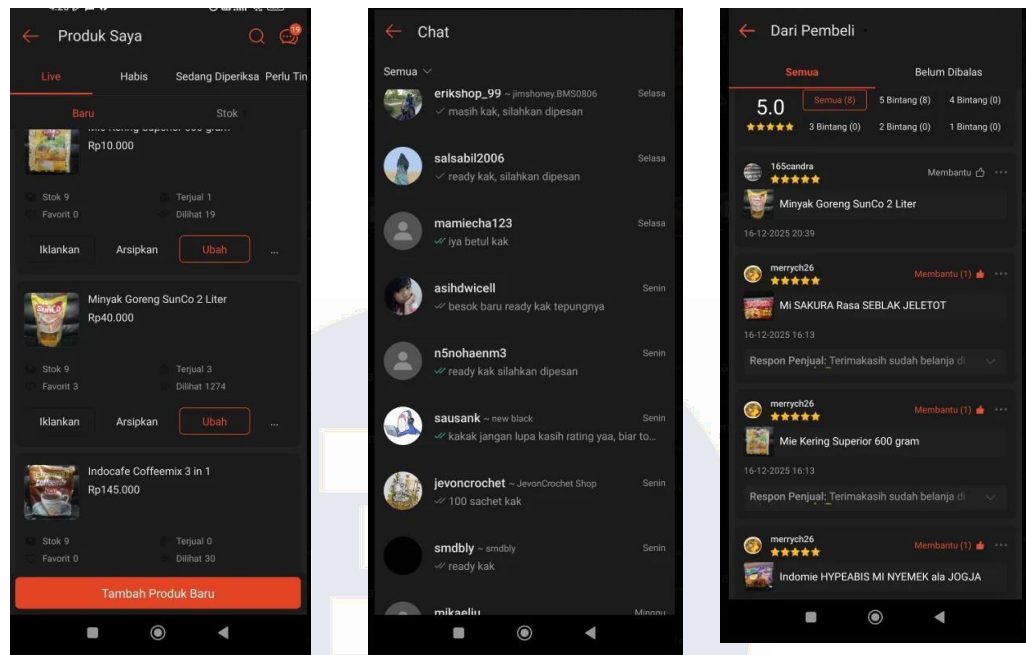 Produk Saya
19
Live Habis Sedang Diperiksa Perlu Tin
Baru Stok
Mie Kering Superior 600 gram
Rp10.000
Stok 9 Terjual 1
Favorit 0 Dilihat 19
Iklankan Arsipkan Ubah ...
Minyak Goreng SunCo 2 Liter
Rp40.000
Stok 9 Terjual 3
Favorit 3 Dilihat 1274
Iklankan Arsipkan Ubah ...
Indocafe Coffeemix 3 in 1
Rp145.000
Stok 9 Terjual 0
Favorit 0 Dilihat 30
Tambah Produk Baru
Chat
Semua
erikshop_99 ~ jimshoney.BMS0806 Selasa
masih kak, silahkan dipesan
salsabil2006 Selasa
ready kak, silahkan dipesan
mamiecha123 Selasa
iya betul kak
asihdwicell Senin
besok baru ready kak tepungnya
n5nohaenm3 Senin
ready kak silahkan dipesan
sausank ~ new black Senin
kakak jangan lupa kasih rating yaa, biar to...
jevoncrochet ~ JevonCrochet Shop Senin
100 sachet kak
smdbly ~ smdbly Senin
ready kak
mikaeliu Minggu
Dari Pembeli
Semua Belum Dibalas
5.0 Semua (8) 5 Bintang (8) 4 Bintang (0)
3 Bintang (0) 2 Bintang (0) 1 Bintang (0)
165candra Membantu
Minyak Goreng SunCo 2 Liter
16-12-2025 20:39
merrych26 Membantu (1)
Mi SAKURA Rasa SEBLAK JELETOT
16-12-2025 16:13
Respon Penjual: Terimakasih sudah belanja di
merrych26 Membantu (1)
Mie Kering Superior 600 gram
16-12-2025 16:13
Respon Penjual: Terimakasih sudah belanja di
merrych26 Membantu (1)
Indomie HYPEABIS MI NYEMEK ala JOGJA